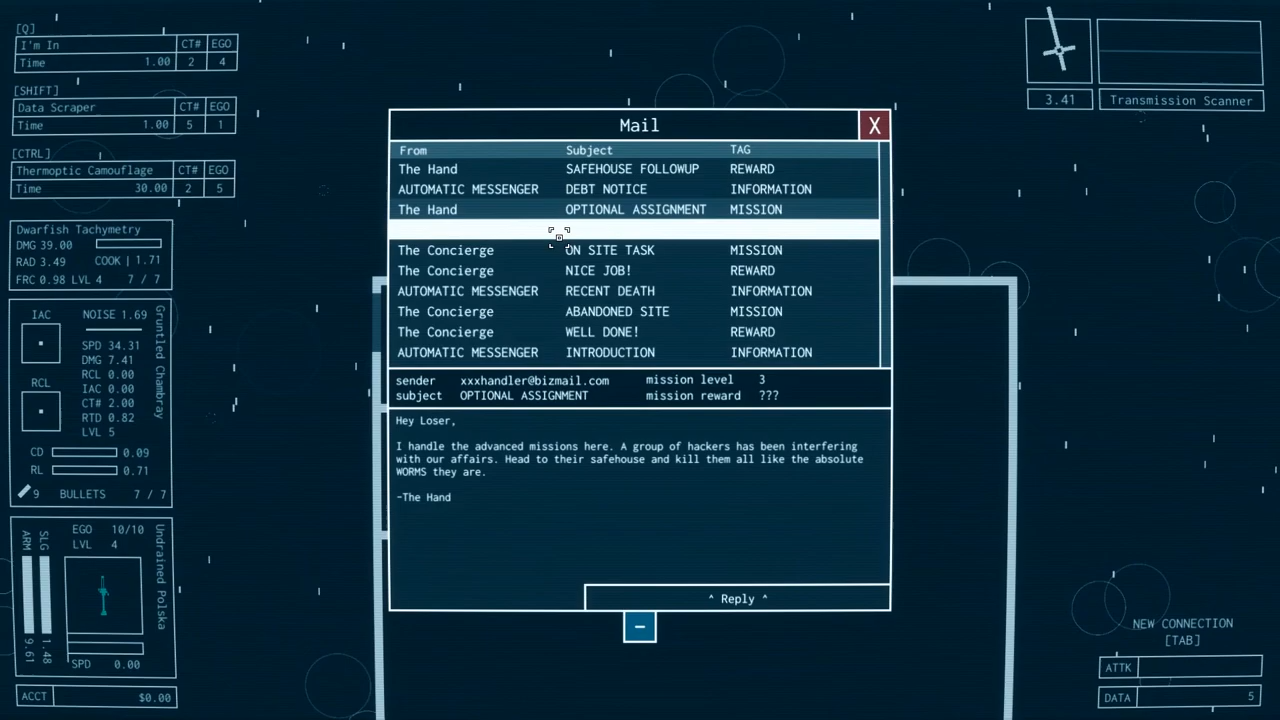 [Q]
I'm In CT# EGO
Time 1.00 2 4
[SHIFT]
Data Scraper CT# EGO
Time 1.00 5 1
[CTRL]
Thermoptic Camouflage CT# EGO
Time 30.00 2 5
Dwarfish Tachymetry
DMG 39.00
RAD 3.49 COOK | 1.71
FRC 0.98 LVL 4 7 / 7
IAC NOISE 1.69
SPD 34.31
DMG 7.41
RCL RCL 0.00
IAC 0.00
CT# 2.00
RTD 0.82
LVL 5
Gruntled Chambray
CD 0.09
RL 0.71
9 BULLETS 7 / 7
EGO 10/10
LVL 4
ARM SLG
Undrained Polska
9.61 1.48
SPD 0.00
ACCT $0.00
Mail X
From Subject TAG
The Hand SAFEHOUSE FOLLOWUP REWARD
AUTOMATIC MESSENGER DEBT NOTICE INFORMATION
The Hand OPTIONAL ASSIGNMENT MISSION
The Concierge ON SITE TASK MISSION
The Concierge NICE JOB! REWARD
AUTOMATIC MESSENGER RECENT DEATH INFORMATION
The Concierge ABANDONED SITE MISSION
The Concierge WELL DONE! REWARD
AUTOMATIC MESSENGER INTRODUCTION INFORMATION
sender xxxhandler@bizmail.com mission level 3
subject OPTIONAL ASSIGNMENT mission reward ???
Hey Loser,
I handle the advanced missions here. A group of hackers has been interfering
with our affairs. Head to their safehouse and kill them all like the absolute
WORMS they are.
-The Hand
^ Reply ^
-
3.41 Transmission Scanner
NEW CONNECTION
[TAB]
ATTK
DATA 5